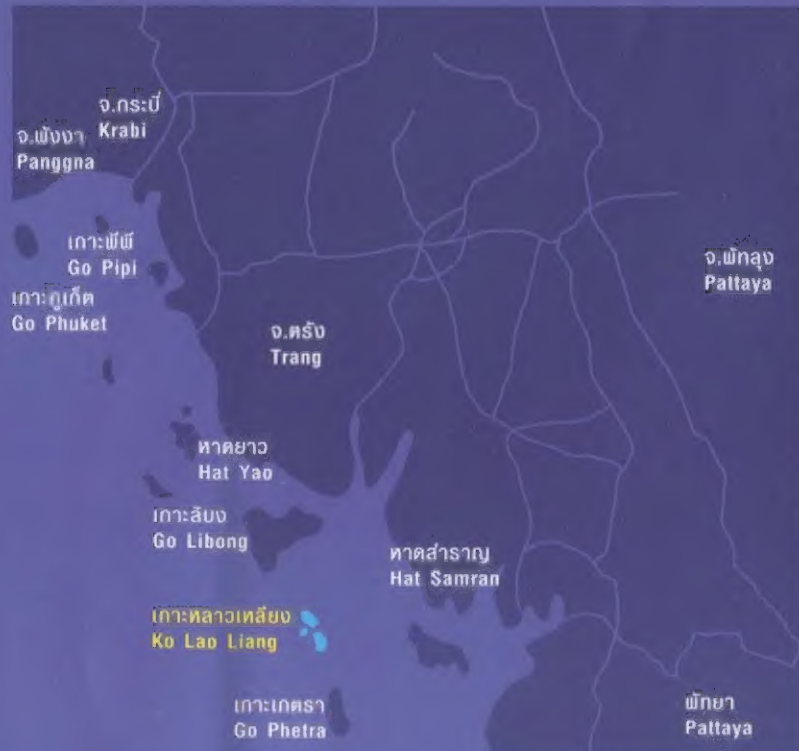 จ.กระบี่
Krabi
จ.พังงา
Panggna
เกาะพีพี
Go Pipi
เกาะภูเก็ต
Go Phuket
จ.พัทลุง
Pattaya
จ.ตรัง
Trang
หาดยาว
Hat Yao
เกาะลิบง
Go Libong
หาดสำราญ
Hat Samran
เกาะหลาวเหลียง
Ko Lao Liang
เกาะเภตรา
Go Phetra
พัทยา
Pattaya